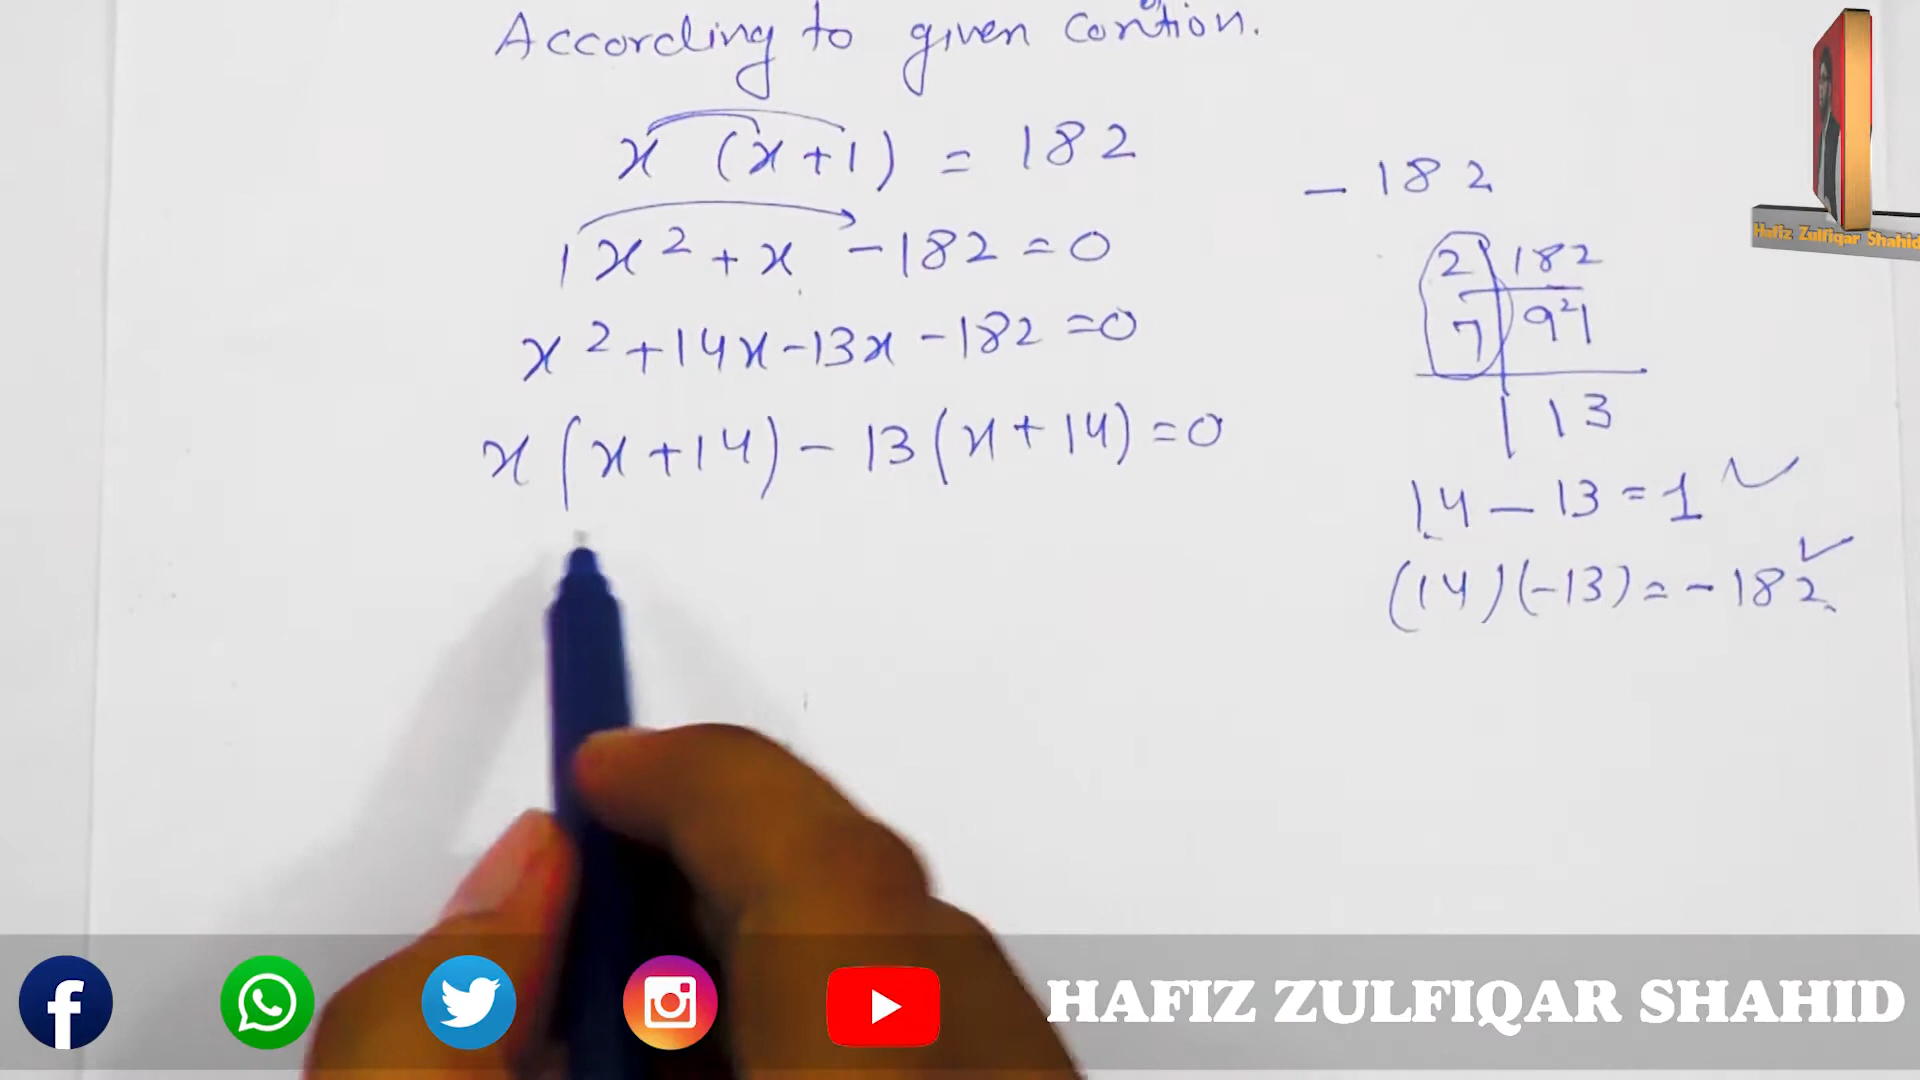 According to given contion.
x (x+1) = 182
1x² + x - 182 = 0
x² + 14x - 13x - 182 = 0
x(x+14) - 13(x+14) = 0
- 182
2 182
7 91
13
14 - 13 = 1
(14)(-13) = -182
Hafiz Zulfiqar Shahid
HAFIZ ZULFIQAR SHAHID